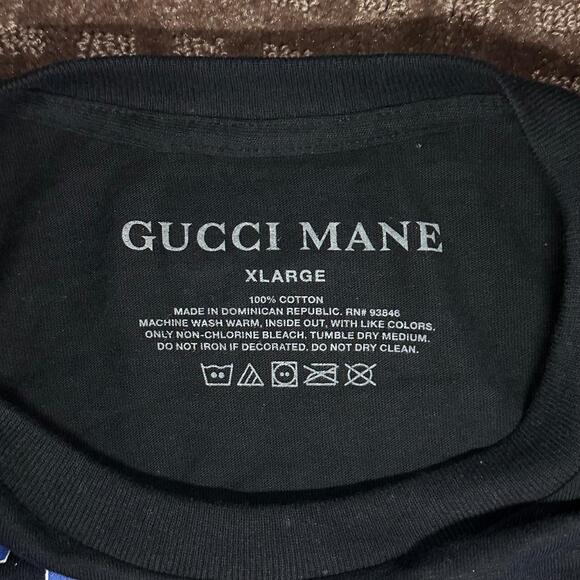 GUCCI MANE
XLARGE
100% COTTON
MADE IN DOMINICAN REPUBLIC. RN# 93846
MACHINE WASH WARM, INSIDE OUT, WITH LIKE COLORS.
ONLY NON-CHLORINE BLEACH. TUMBLE DRY MEDIUM.
DO NOT IRON IF DECORATED. DO NOT DRY CLEAN.